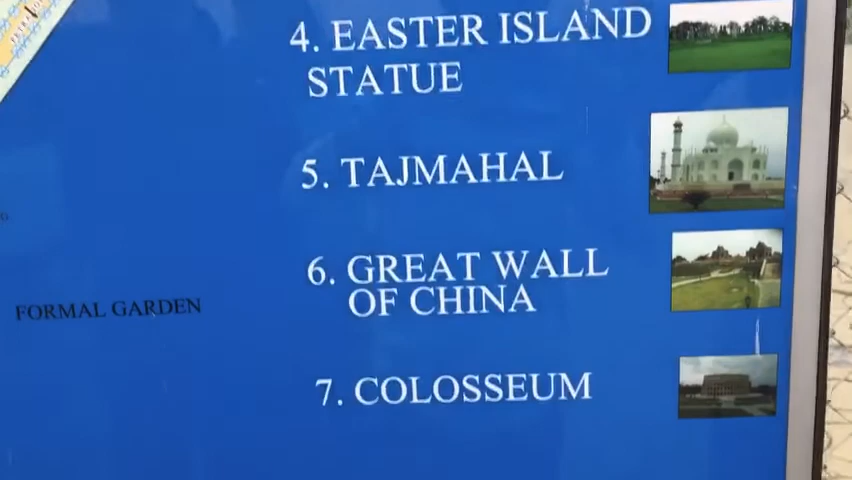 4. EASTER ISLAND
STATUE
5. TAJMAHAL
6. GREAT WALL
OF CHINA
FORMAL GARDEN
7. COLOSSEUM